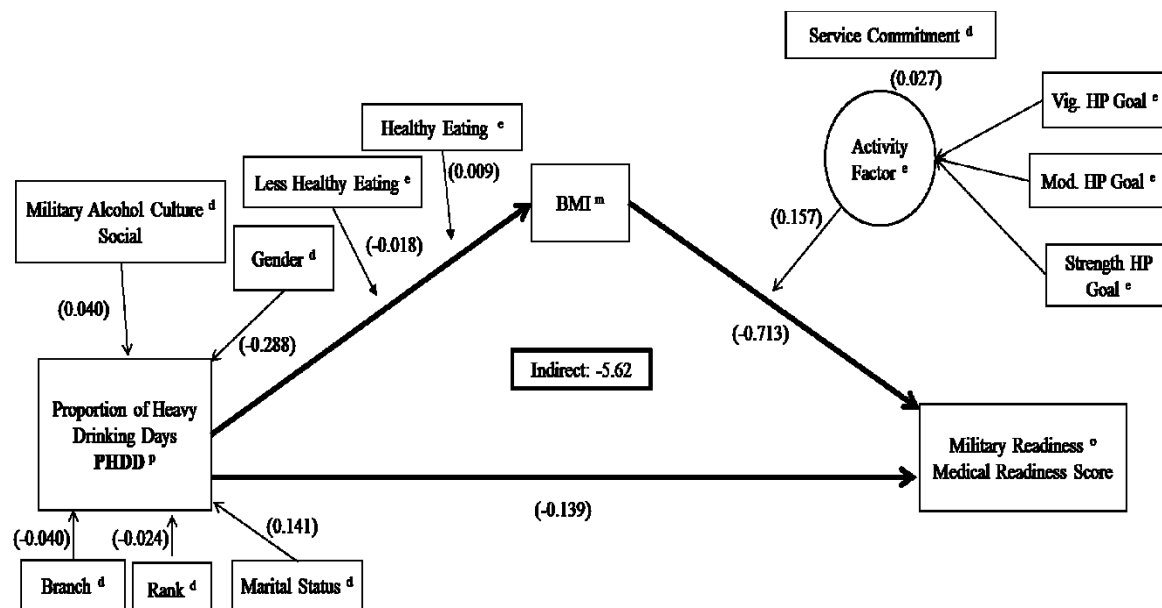 Service Commitment ᵈ
(0.027)
Vig. HP Goal ᵉ
Healthy Eating ᵉ
(0.009)
Activity
Factor ᵉ
Less Healthy Eating ᵉ
Mod. HP Goal ᵉ
Military Alcohol Culture ᵈ
Social
BMI ᵐ
(0.157)
(-0.018)
Gender ᵈ
Strength HP
Goal ᵉ
(0.040)
(-0.288)
(-0.713)
Indirect: -5.62
Proportion of Heavy
Drinking Days
PHDD ᵖ
Military Readiness ᵒ
Medical Readiness Score
(-0.139)
(-0.040)
(-0.024)
(0.141)
Branch ᵈ
Rank ᵈ
Marital Status ᵈ